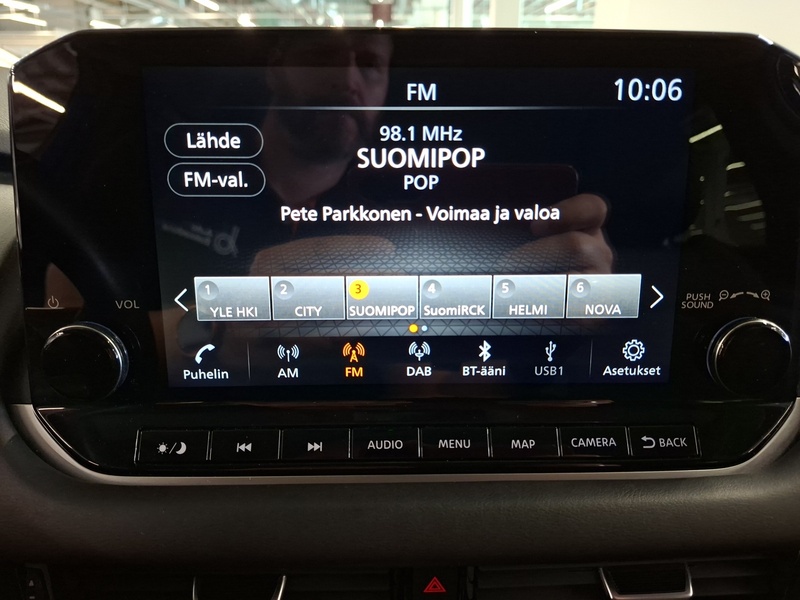 FM
10:06
Lähde
98.1 MHz
SUOMIPOP
FM-val.
POP
Pete Parkkonen - Voimaa ja valoa
1 YLE HKI
2 CITY
3 SUOMIPOP
4 SuomiRCK
5 HELMI
6 NOVA
VOL
PUSH
SOUND
Puhelin
AM
FM
DAB
BT-ääni
USB1
Asetukset
AUDIO
MENU
MAP
CAMERA
BACK